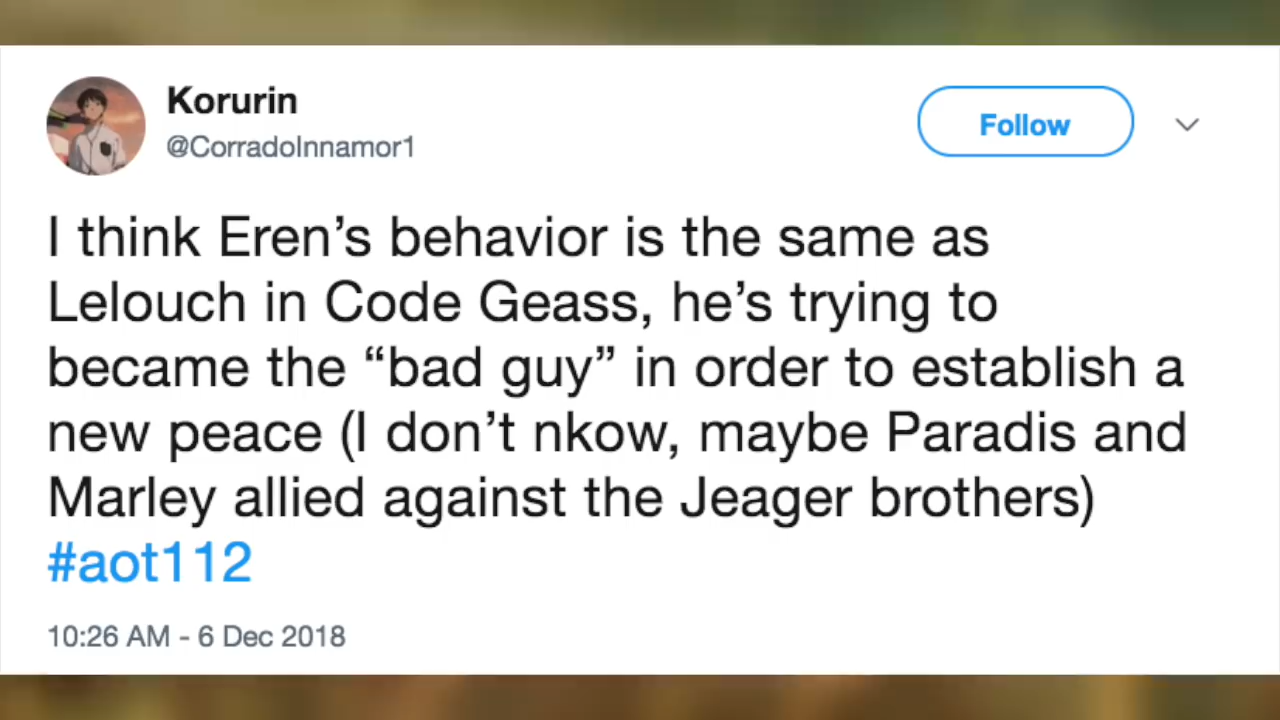 Korurin
@CorradoInnamor1
Follow
I think Eren’s behavior is the same as
Lelouch in Code Geass, he’s trying to
became the “bad guy” in order to establish a
new peace (I don’t nkow, maybe Paradis and
Marley allied against the Jeager brothers)
#aot112
10:26 AM - 6 Dec 2018